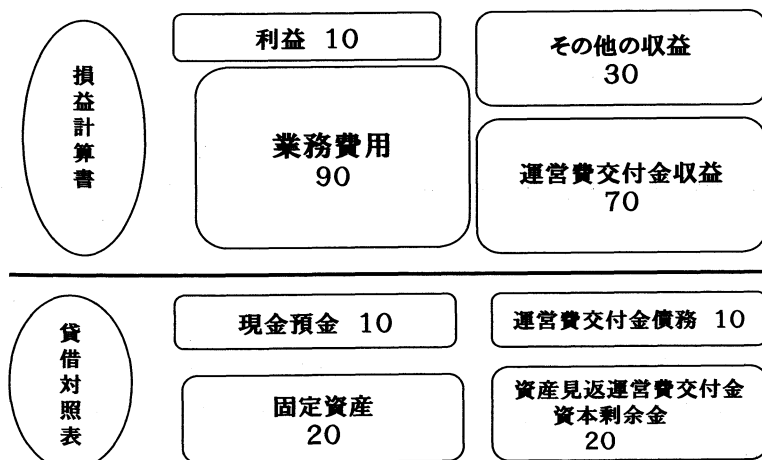 損益計算書
利益 10
業務費用
90
その他の収益
30
運営費交付金収益
70
貸借対照表
現金預金 10
固定資産
20
運営費交付金債務 10
資産見返運営費交付金
資本剰余金
20